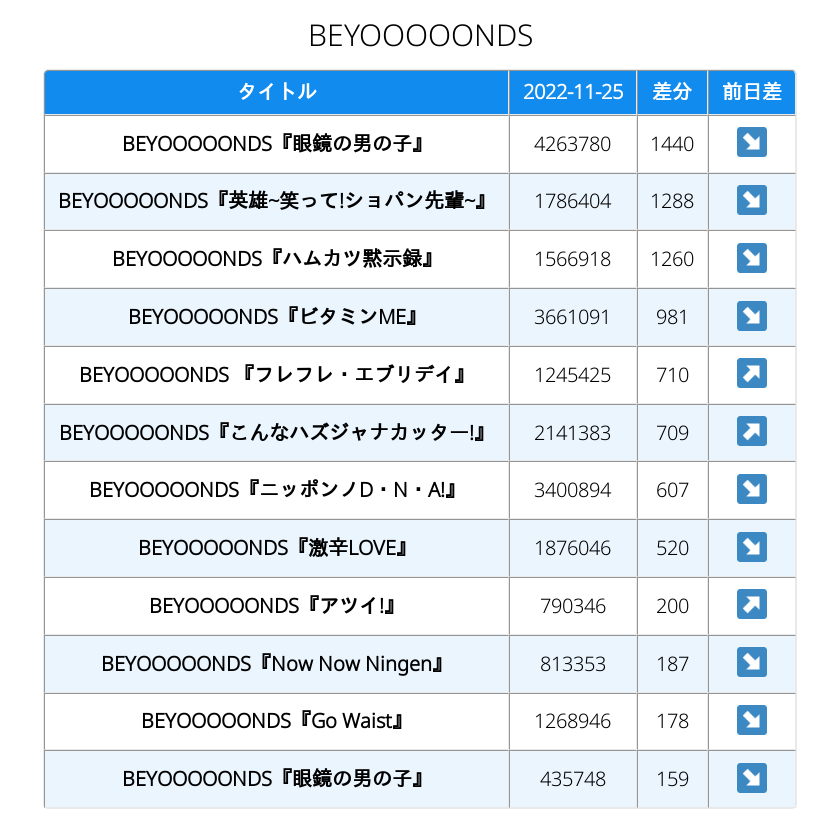 BEYOOOOONDS
タイトル 2022-11-25 差分 前日差
BEYOOOOONDS『眼鏡の男の子』 4263780 1440 ↘
BEYOOOOONDS『英雄~笑って!ショパン先輩~』 1786404 1288 ↘
BEYOOOOONDS『ハムカツ黙示録』 1566918 1260 ↘
BEYOOOOONDS『ビタミンME』 3661091 981 ↘
BEYOOOOONDS 『フレフレ・エブリデイ』 1245425 710 ↗
BEYOOOOONDS『こんなハズジャナカッター!』 2141383 709 ↗
BEYOOOOONDS『ニッポンノD・N・A!』 3400894 607 ↘
BEYOOOOONDS『激辛LOVE』 1876046 520 ↘
BEYOOOOONDS『アツイ!』 790346 200 ↗
BEYOOOOONDS『Now Now Ningen』 813353 187 ↘
BEYOOOOONDS『Go Waist』 1268946 178 ↘
BEYOOOOONDS『眼鏡の男の子』 435748 159 ↘